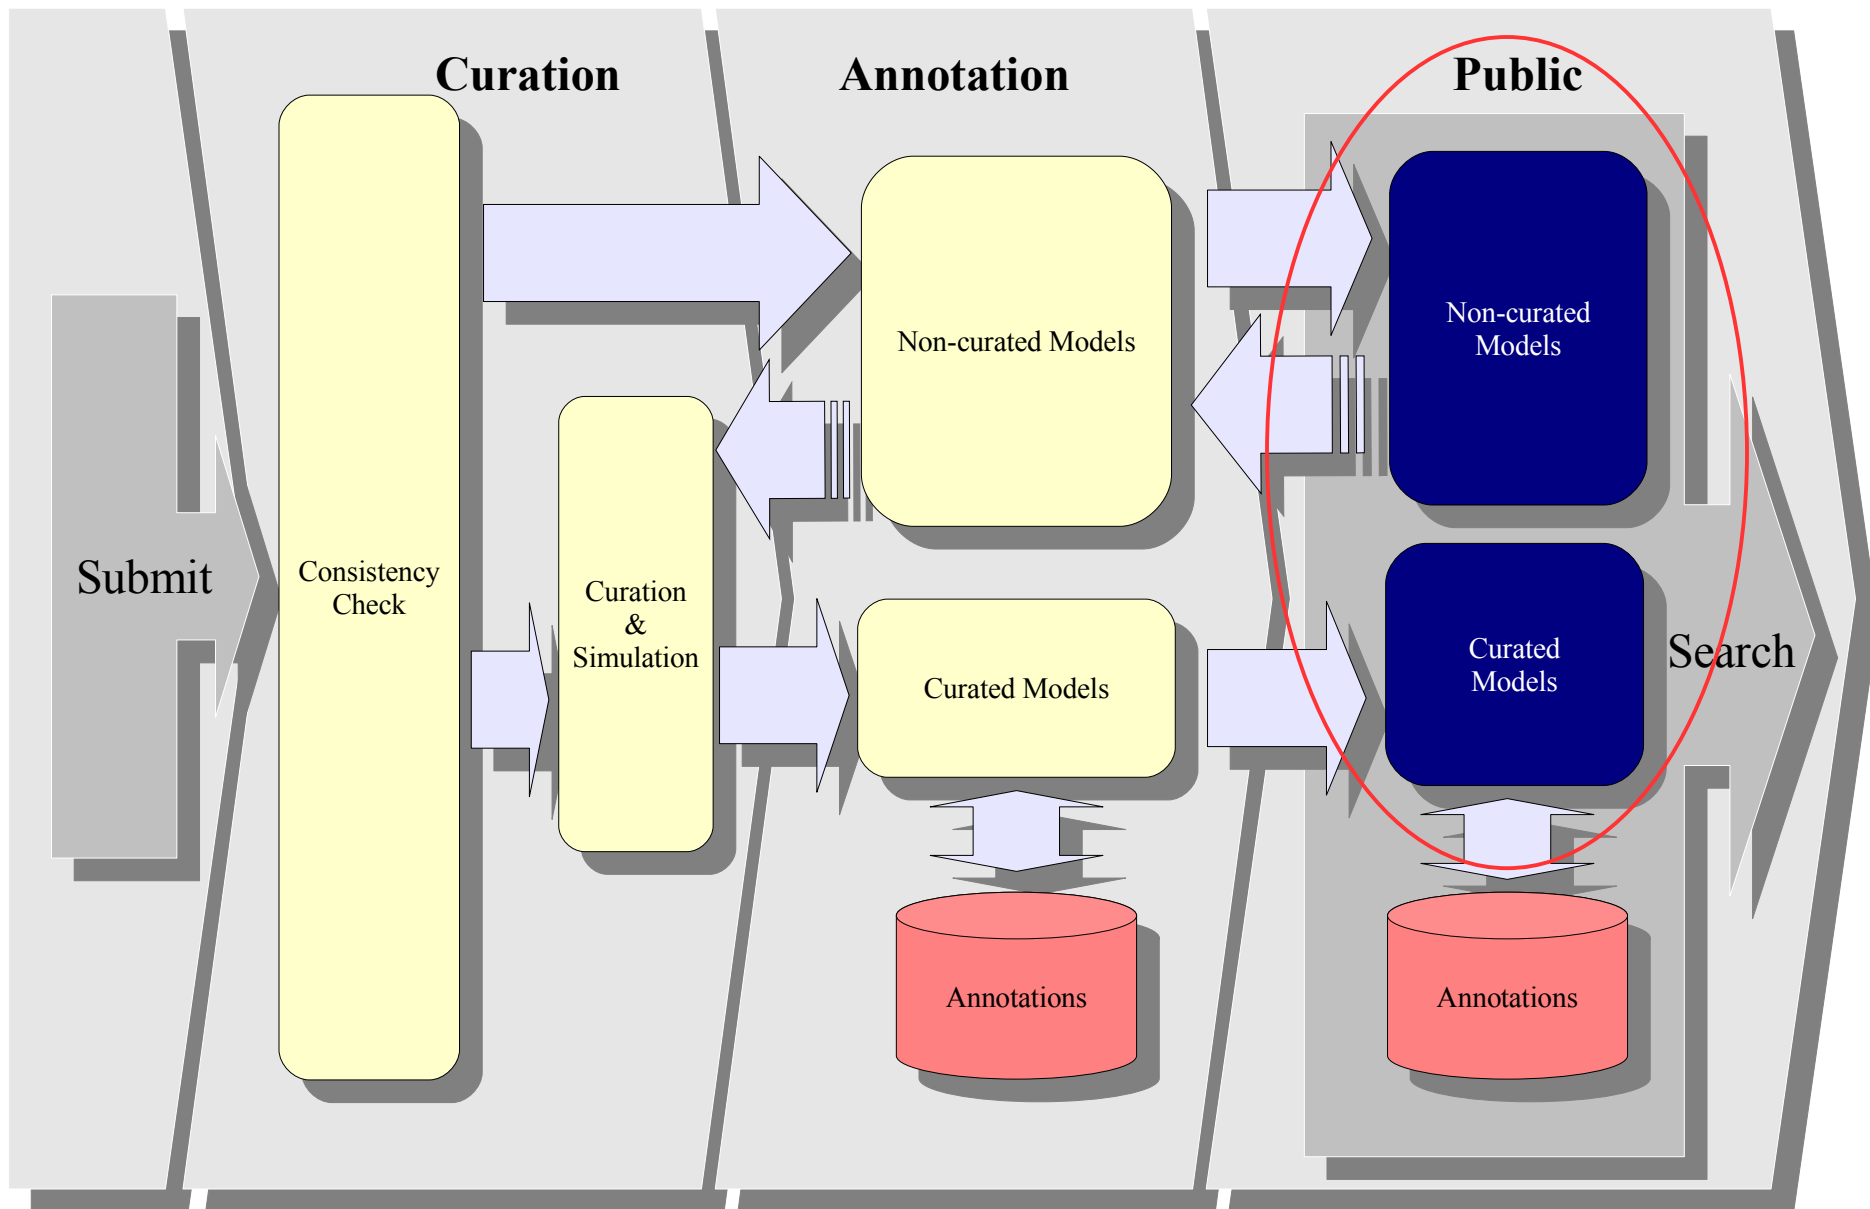 Curation
Annotation
Public
Submit
Consistency
Check
Curation
&
Simulation
Non-curated Models
Curated Models
Annotations
Non-curated
Models
Curated
Models
Search
Annotations